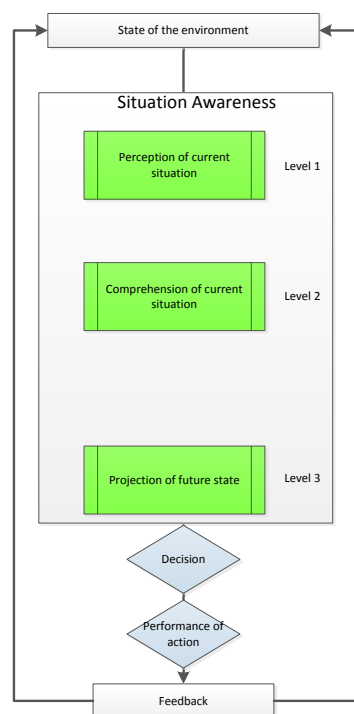 State of the environment
Situation Awareness
Perception of current
situation
Level 1
Comprehension of current
situation
Level 2
Projection of future state
Level 3
Decision
Performance of
action
Feedback